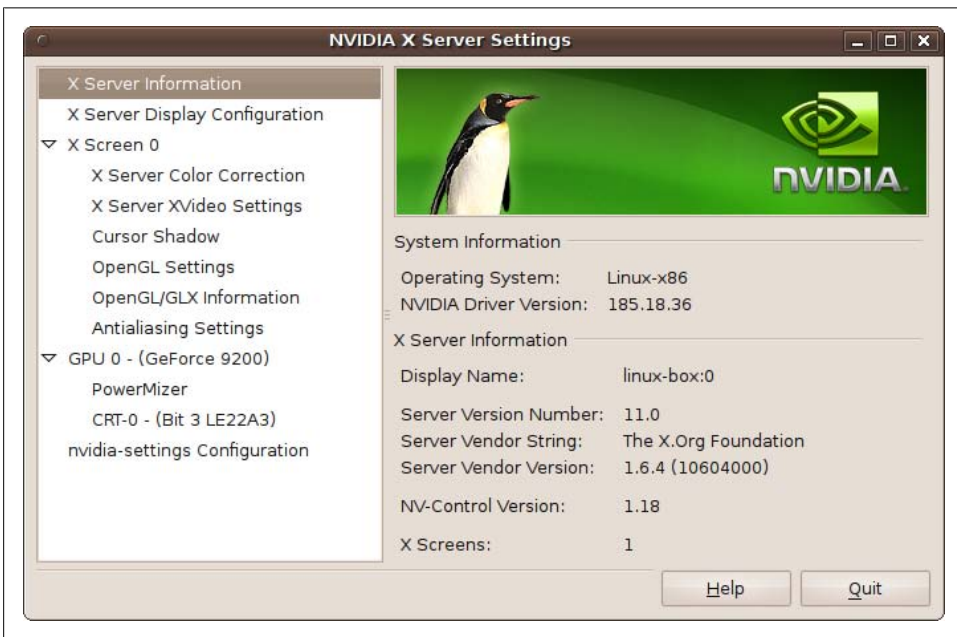 NVIDIA X Server Settings
X Server Information
X Server Display Configuration
X Screen 0
X Server Color Correction
X Server XVideo Settings
Cursor Shadow
OpenGL Settings
OpenGL/GLX Information
Antialiasing Settings
GPU 0 - (GeForce 9200)
PowerMizer
CRT-0 - (Bit 3 LE22A3)
nvidia-settings Configuration
NVIDIA.
System Information
Operating System: Linux-x86
NVIDIA Driver Version: 185.18.36
X Server Information
Display Name: linux-box:0
Server Version Number: 11.0
Server Vendor String: The X.Org Foundation
Server Vendor Version: 1.6.4 (10604000)
NV-Control Version: 1.18
X Screens: 1
Help Quit